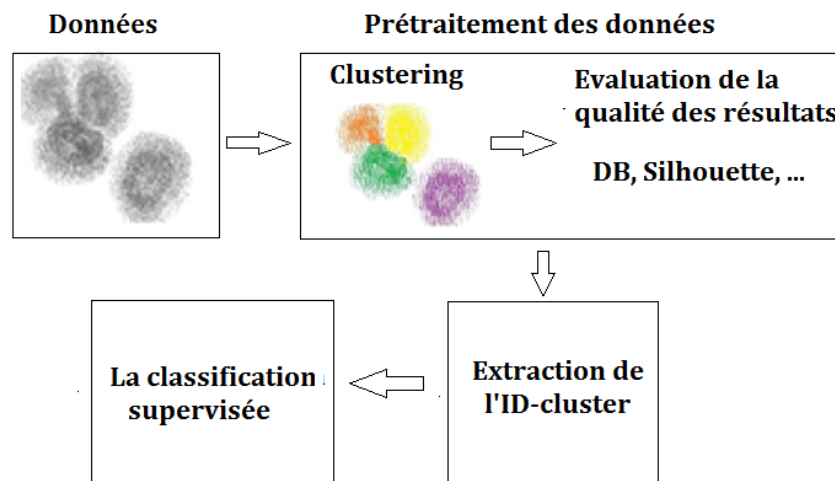 Données
Prétraitement des données
Clustering
Evaluation de la
qualité des résultats
DB, Silhouette, ...
Extraction de
l'ID-cluster
La classification
supervisée